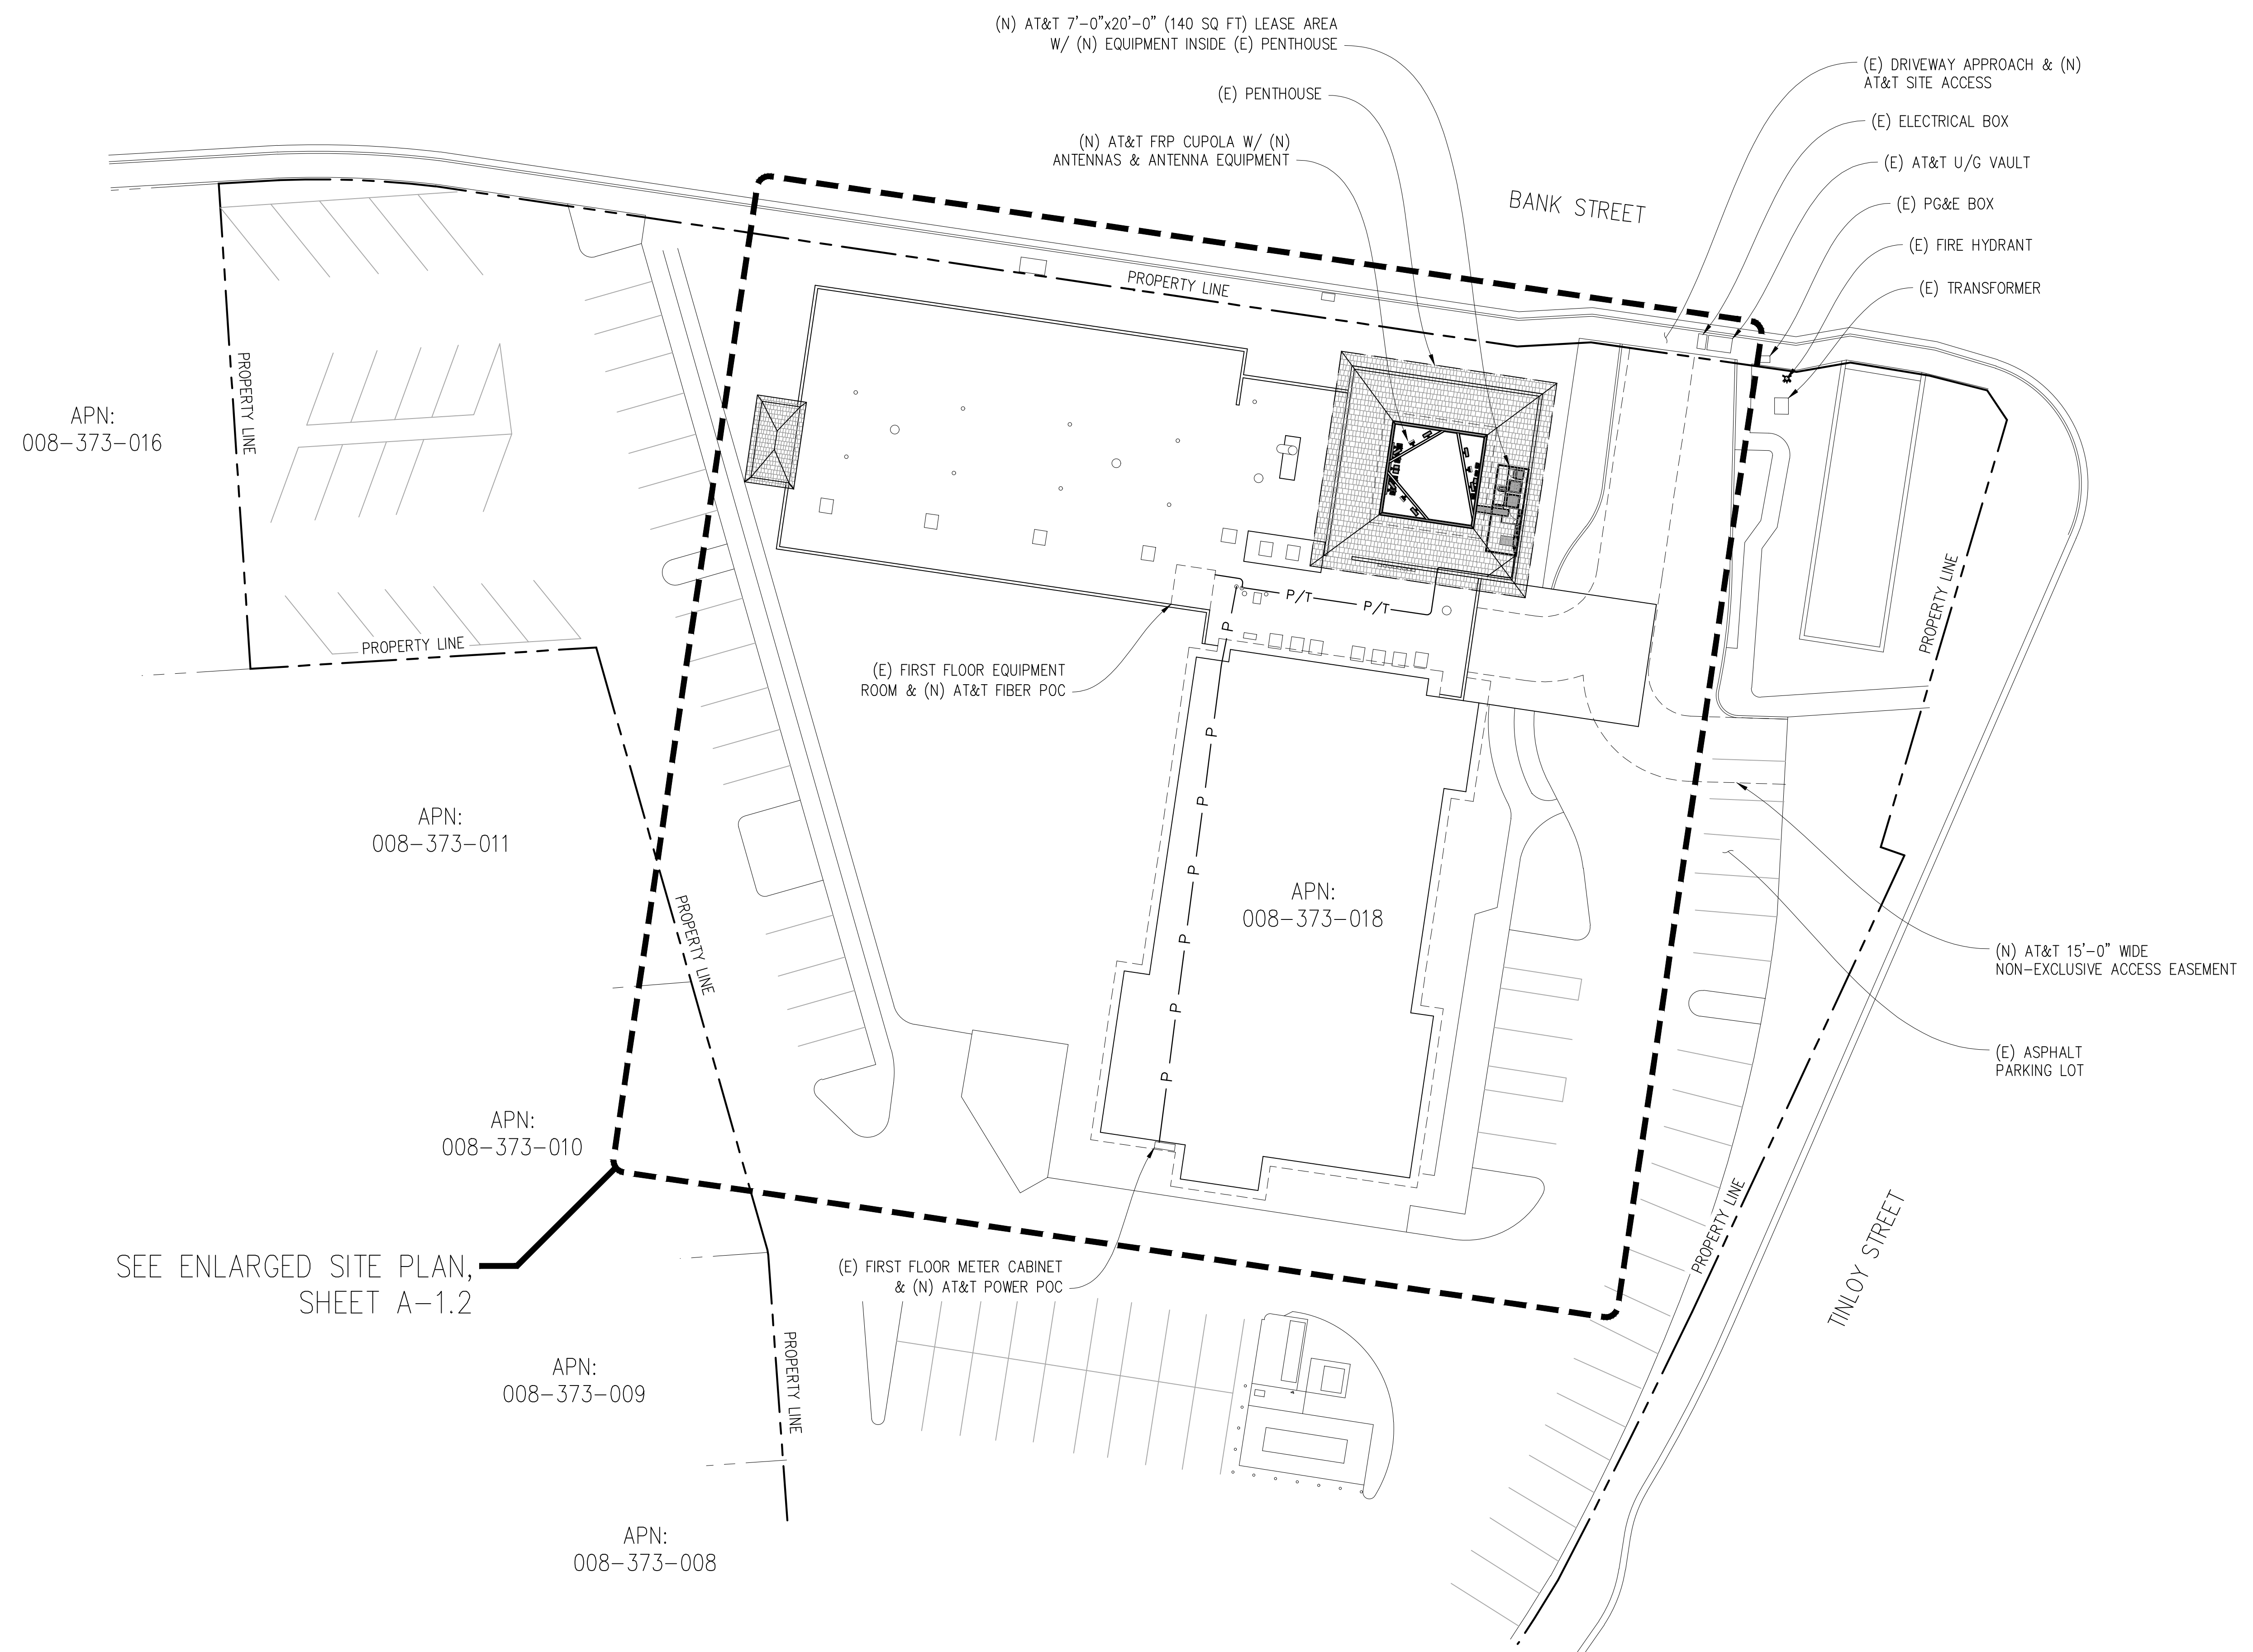 (N) AT&T 7'-0"x20'-0" (140 SQ FT) LEASE AREA
W/ (N) EQUIPMENT INSIDE (E) PENTHOUSE
(E) PENTHOUSE
(N) AT&T FRP CUPOLA W/ (N)
ANTENNAS & ANTENNA EQUIPMENT
(E) DRIVEWAY APPROACH & (N)
AT&T SITE ACCESS
(E) ELECTRICAL BOX
(E) AT&T U/G VAULT
(E) PG&E BOX
(E) FIRE HYDRANT
(E) TRANSFORMER
BANK STREET
PROPERTY LINE
PROPERTY LINE
APN:
008-373-016
PROPERTY LINE
PROPERTY LINE
P/T
P/T
P
(E) FIRST FLOOR EQUIPMENT
ROOM & (N) AT&T FIBER POC
P
P
P
P
P
P
P
APN:
008-373-011
PROPERTY LINE
APN:
008-373-018
(N) AT&T 15'-0" WIDE
NON-EXCLUSIVE ACCESS EASEMENT
(E) ASPHALT
PARKING LOT
APN:
008-373-010
PROPERTY LINE
TINLOY STREET
SEE ENLARGED SITE PLAN,
SHEET A-1.2
(E) FIRST FLOOR METER CABINET
& (N) AT&T POWER POC
PROPERTY LINE
APN:
008-373-009
APN:
008-373-008